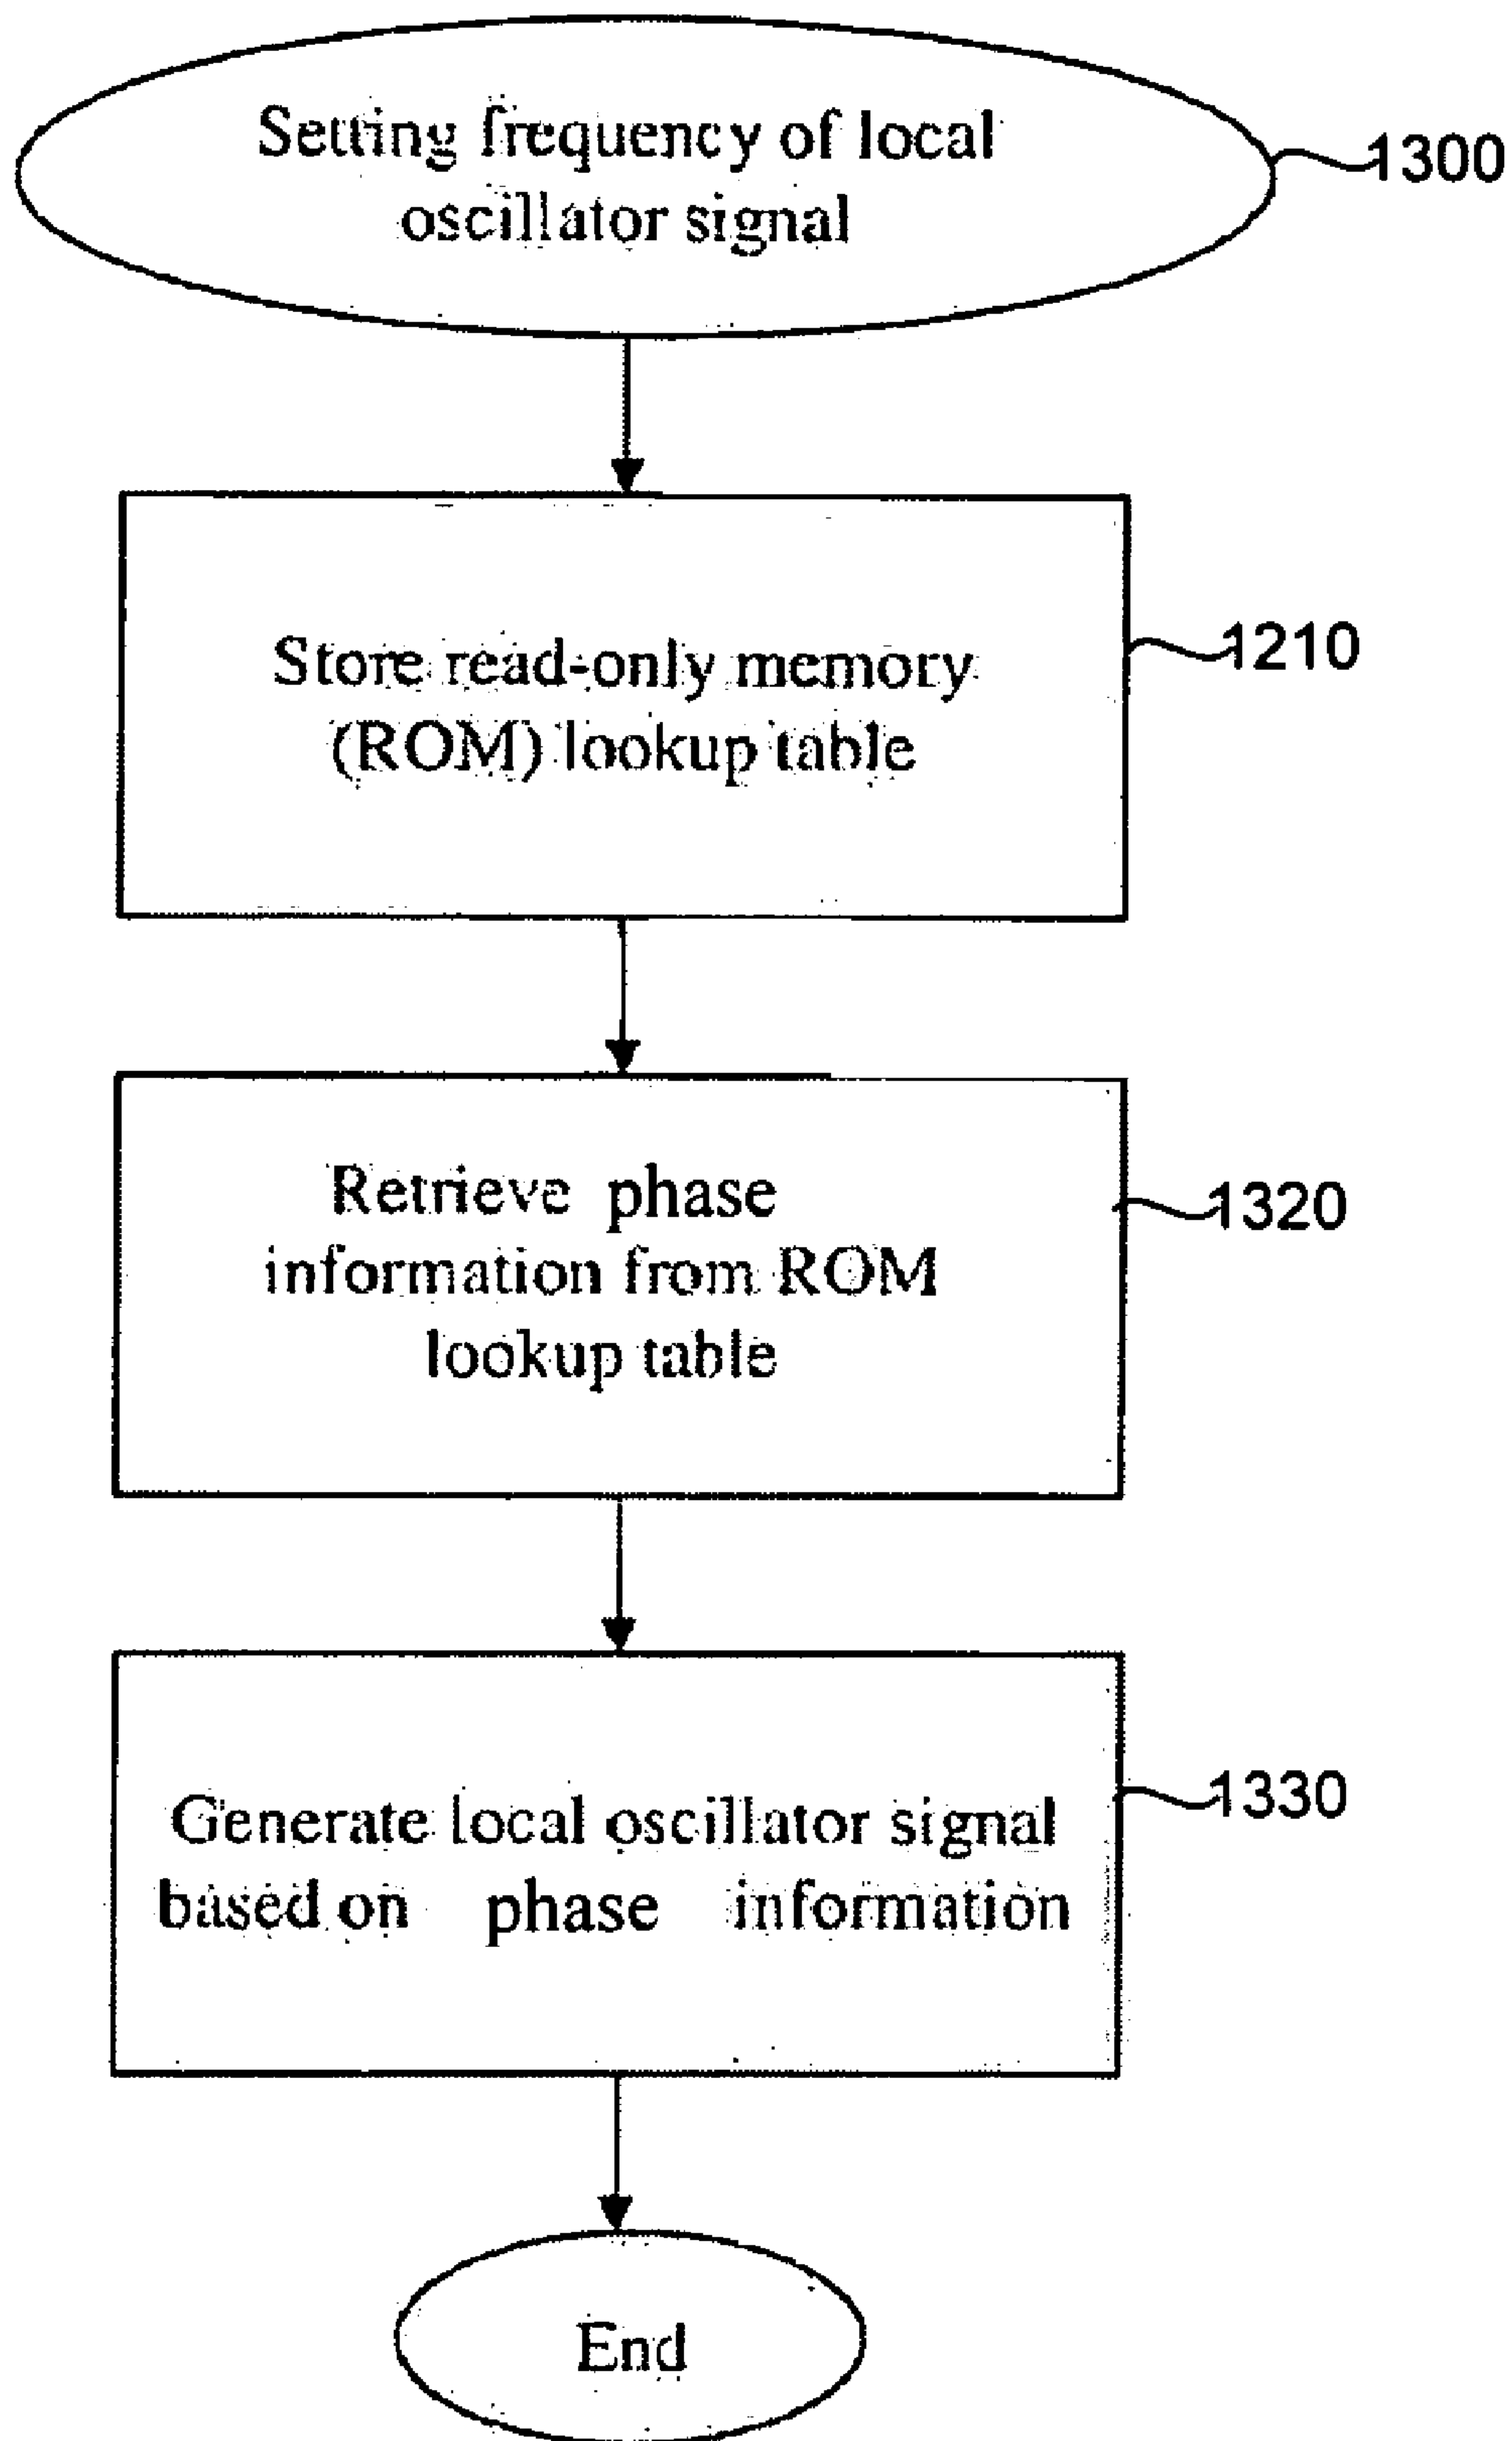 Setting frequency of local
oscillator signal
1300
Store read-only memory
(ROM) lookup table
1210
Retrieve phase
information from ROM
lookup table
1320
Generate local oscillator signal
based on phase information
1330
End